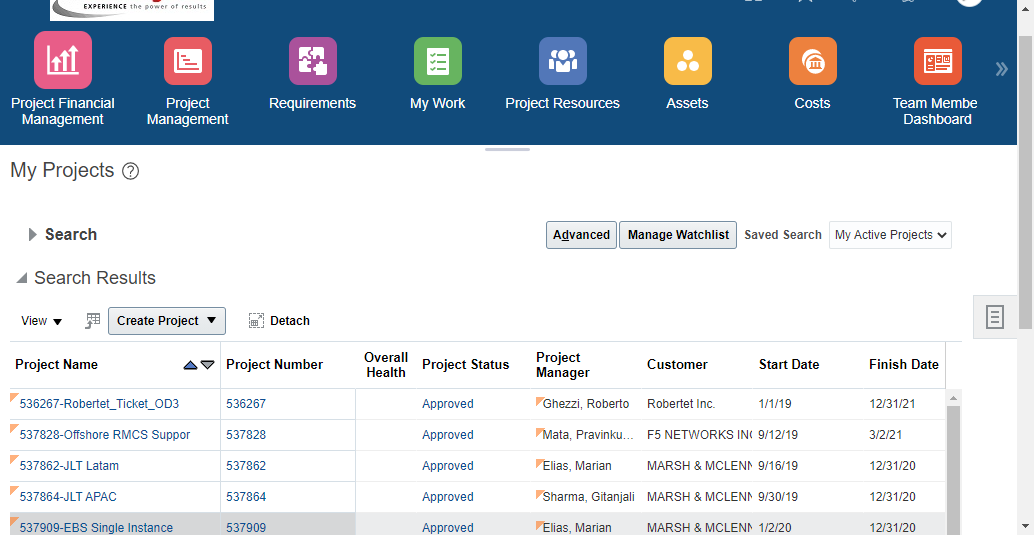 EXPERIENCE the power of results
Project Financial Management
Project Management
Requirements
My Work
Project Resources
Assets
Costs
Team Membe Dashboard
My Projects
Search
Advanced Manage Watchlist Saved Search My Active Projects
Search Results
View Create Project Detach
Project Name Project Number Overall Health Project Status Project Manager Customer Start Date Finish Date
536267-Robertet_Ticket_OD3 536267 Approved Ghezzi, Roberto Robertet Inc. 1/1/19 12/31/21
537828-Offshore RMCS Suppor 537828 Approved Mata, Pravinku... F5 NETWORKS INC 9/12/19 3/2/21
537862-JLT Latam 537862 Approved Elias, Marian MARSH & MCLENN 9/16/19 12/31/20
537864-JLT APAC 537864 Approved Sharma, Gitanjali MARSH & MCLENN 9/30/19 12/31/20
537909-EBS Single Instance 537909 Approved Elias, Marian MARSH & MCLENN 1/2/20 12/31/20